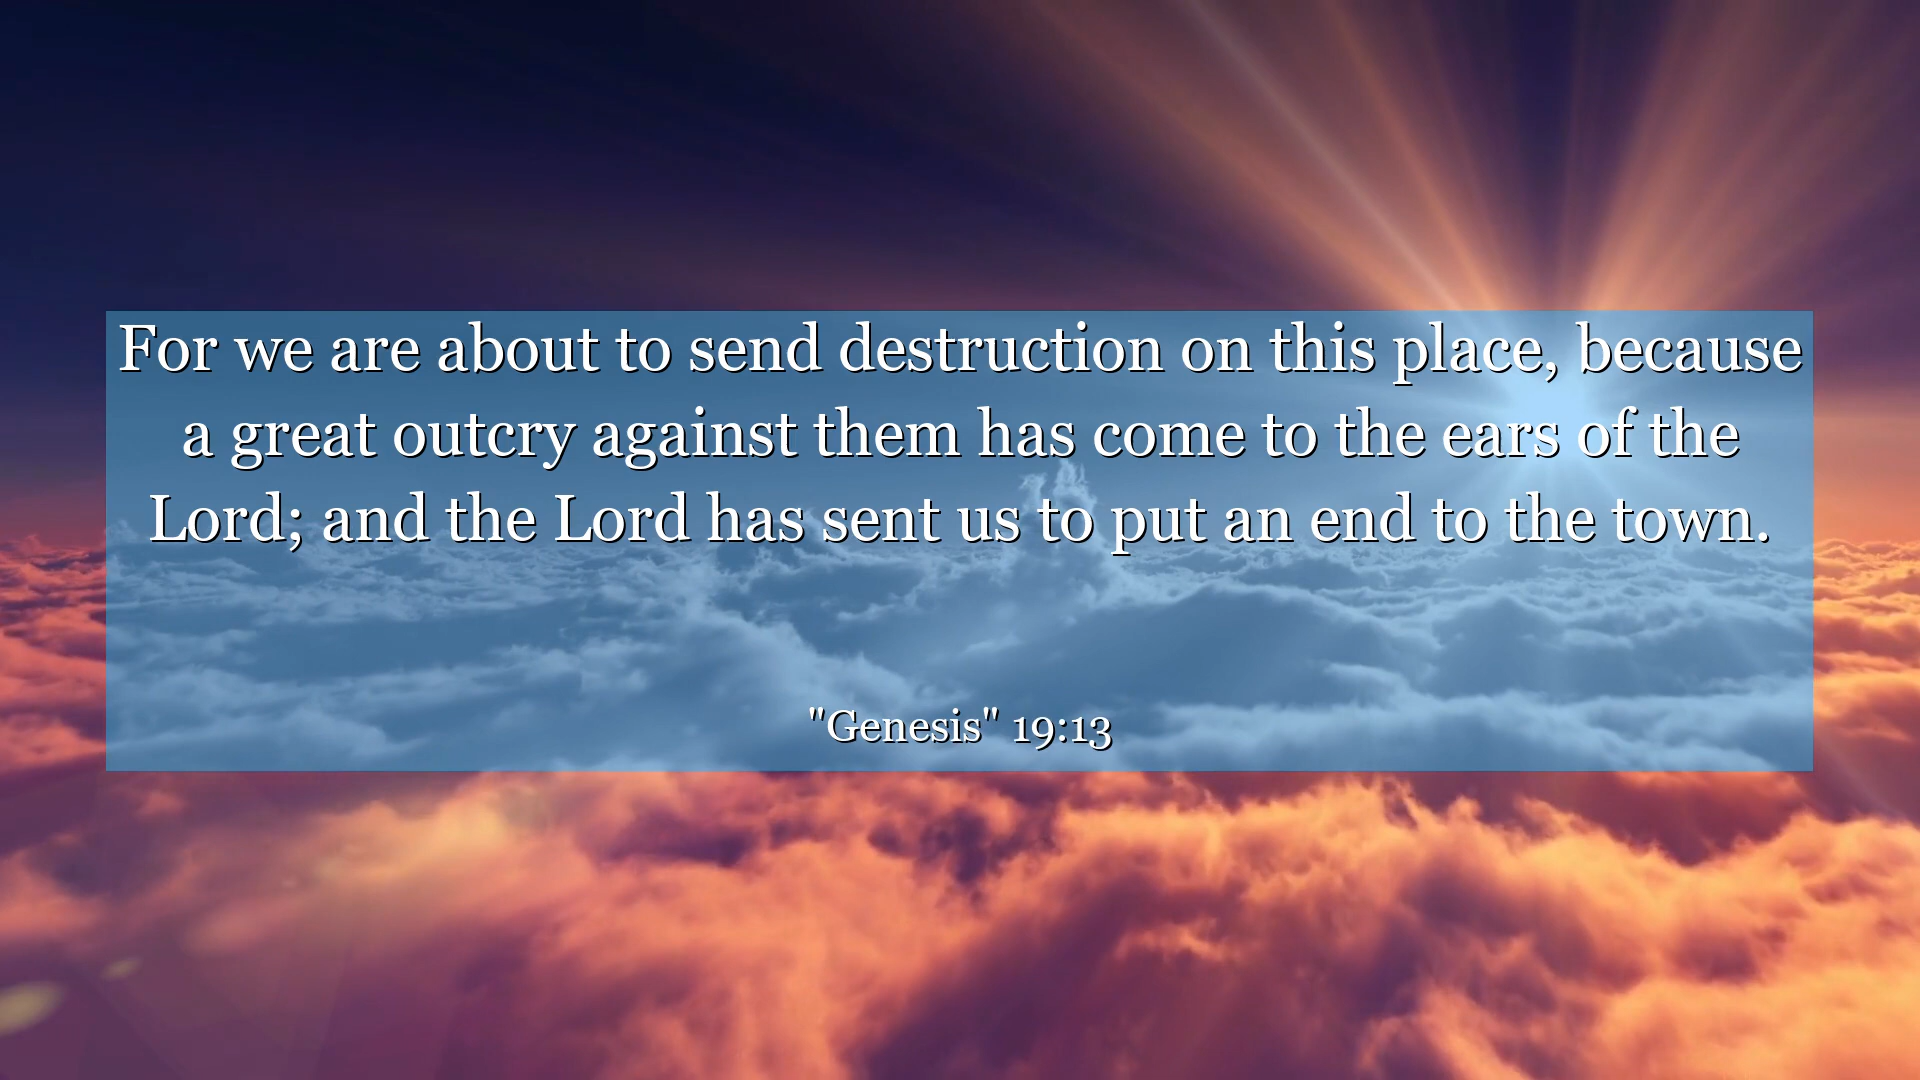 For we are about to send destruction on this place, because
a great outcry against them has come to the ears of the
Lord; and the Lord has sent us to put an end to the town.
"Genesis" 19:13